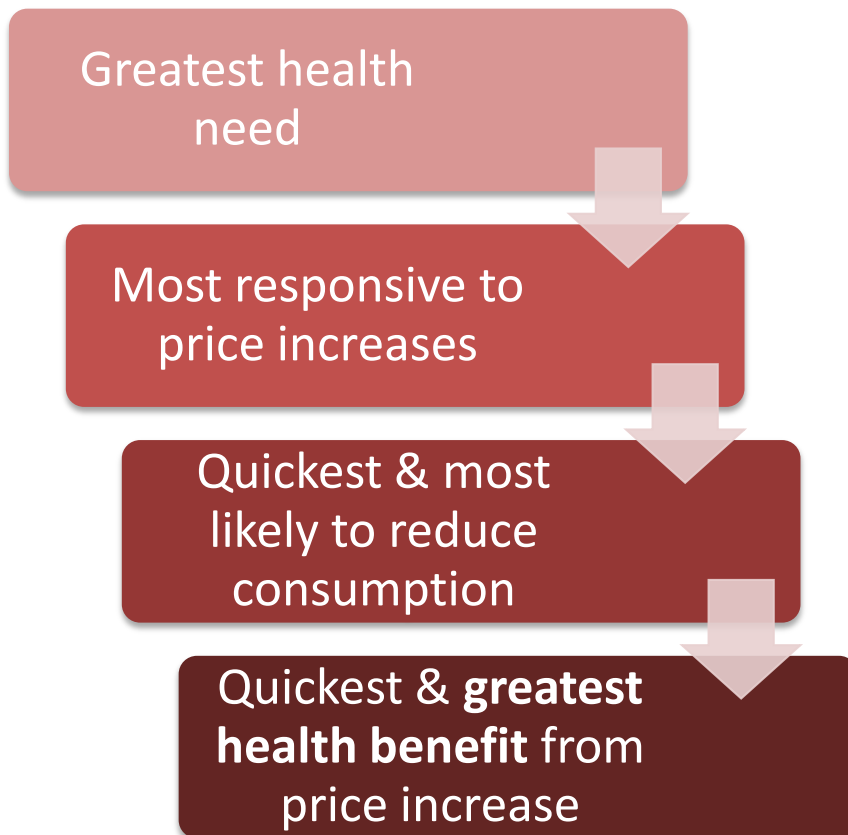 Greatest health
need
Most responsive to
price increases
Quickest & most
likely to reduce
consumption
Quickest & greatest
health benefit from
price increase